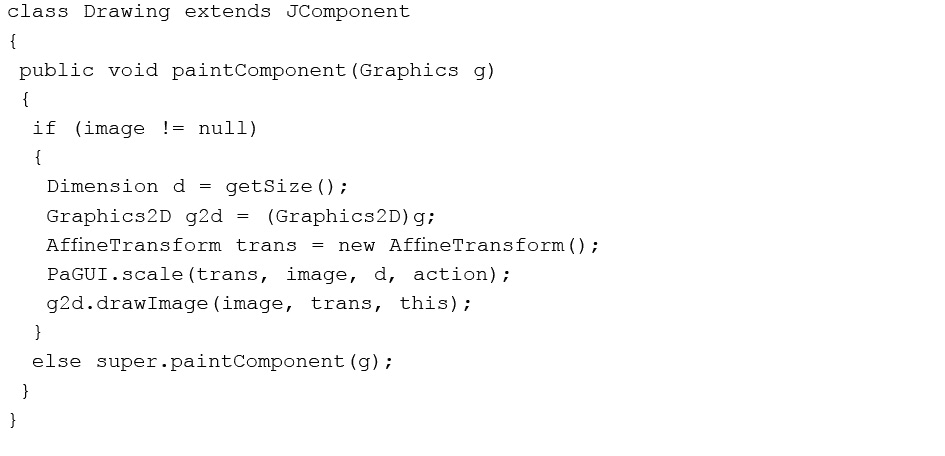 class Drawing extends JComponent
{
 public void paintComponent(Graphics g)
 {
  if (image != null)
  {
   Dimension d = getSize();
   Graphics2D g2d = (Graphics2D)g;
   AffineTransform trans = new AffineTransform();
   PaGUI.scale(trans, image, d, action);
   g2d.drawImage(image, trans, this);
  }
  else super.paintComponent(g);
 }
}